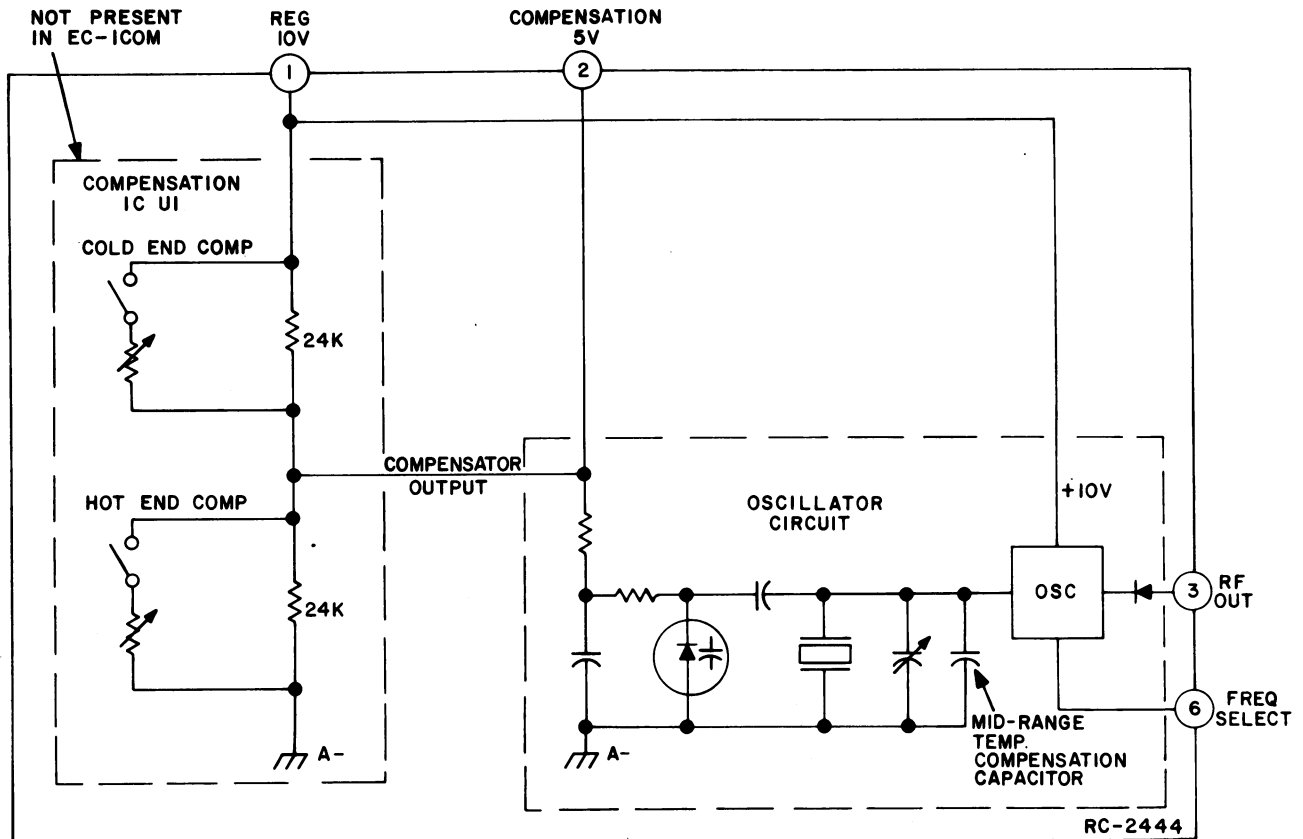 NOT PRESENT
IN EC-ICOM
REG
10V
COMPENSATION
5V
1
2
COMPENSATION
IC U1
COLD END COMP
24K
COMPENSATOR
OUTPUT
HOT END COMP
24K
A-
OSCILLATOR
CIRCUIT
+10V
OSC
3
RF
OUT
6
FREQ
SELECT
MID-RANGE
TEMP.
COMPENSATION
CAPACITOR
A-
RC-2444